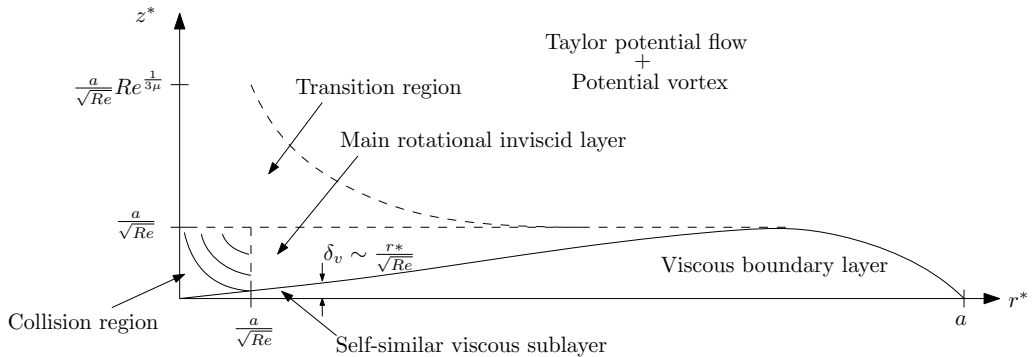 z*
Taylor potential flow
+
Potential vortex
a/√Re Re^{1/3μ}
Transition region
Main rotational inviscid layer
a/√Re
δ_v ∼ r*/√Re
Viscous boundary layer
r*
Collision region
a/√Re
a
Self-similar viscous sublayer